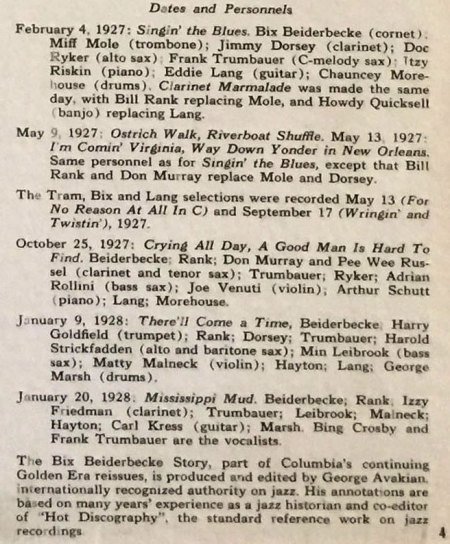 Dates and Personnels
February 4, 1927: Singin' the Blues. Bix Beiderbecke (cornet);
Miff Mole (trombone); Jimmy Dorsey (clarinet); Doc
Ryker (alto sax); Frank Trumbauer (C-melody sax); Itzy
Riskin (piano); Eddie Lang (guitar); Chauncey More-
house (drums). Clarinet Marmalade was made the same
day, with Bill Rank replacing Mole, and Howdy Quicksell
(banjo) replacing Lang.
May 9, 1927: Ostrich Walk, Riverboat Shuffle. May 13, 1927:
I'm Comin' Virginia, Way Down Yonder in New Orleans.
Same personnel as for Singin' the Blues, except that Bill
Rank and Don Murray replace Mole and Dorsey.
The Tram, Bix and Lang selections were recorded May 13 (For
No Reason At All In C) and September 17 (Wringin' and
Twistin'), 1927.
October 25, 1927: Crying All Day, A Good Man Is Hard To
Find. Beiderbecke; Rank; Don Murray and Pee Wee Rus-
sel (clarinet and tenor sax); Trumbauer; Ryker; Adrian
Rollini (bass sax); Joe Venuti (violin); Arthur Schutt
(piano); Lang; Morehouse.
January 9, 1928: There'll Come a Time, Beiderbecke; Harry
Goldfield (trumpet); Rank; Dorsey; Trumbauer; Harold
Strickfadden (alto and baritone sax); Min Leibrook (bass
sax); Matty Malneck (violin); Hayton; Lang; George
Marsh (drums).
January 20, 1928: Mississippi Mud. Beiderbecke; Rank; Izzy
Friedman (clarinet); Trumbauer; Leibrook; Malneck;
Hayton; Carl Kress (guitar); Marsh. Bing Crosby and
Frank Trumbauer are the vocalists.
The Bix Beiderbecke Story, part of Columbia's continuing
Golden Era reissues, is produced and edited by George Avakian,
internationally recognized authority on jazz. His annotations are
based on many years' experience as a jazz historian and co-editor
of "Hot Discography", the standard reference work on jazz
recordings
4